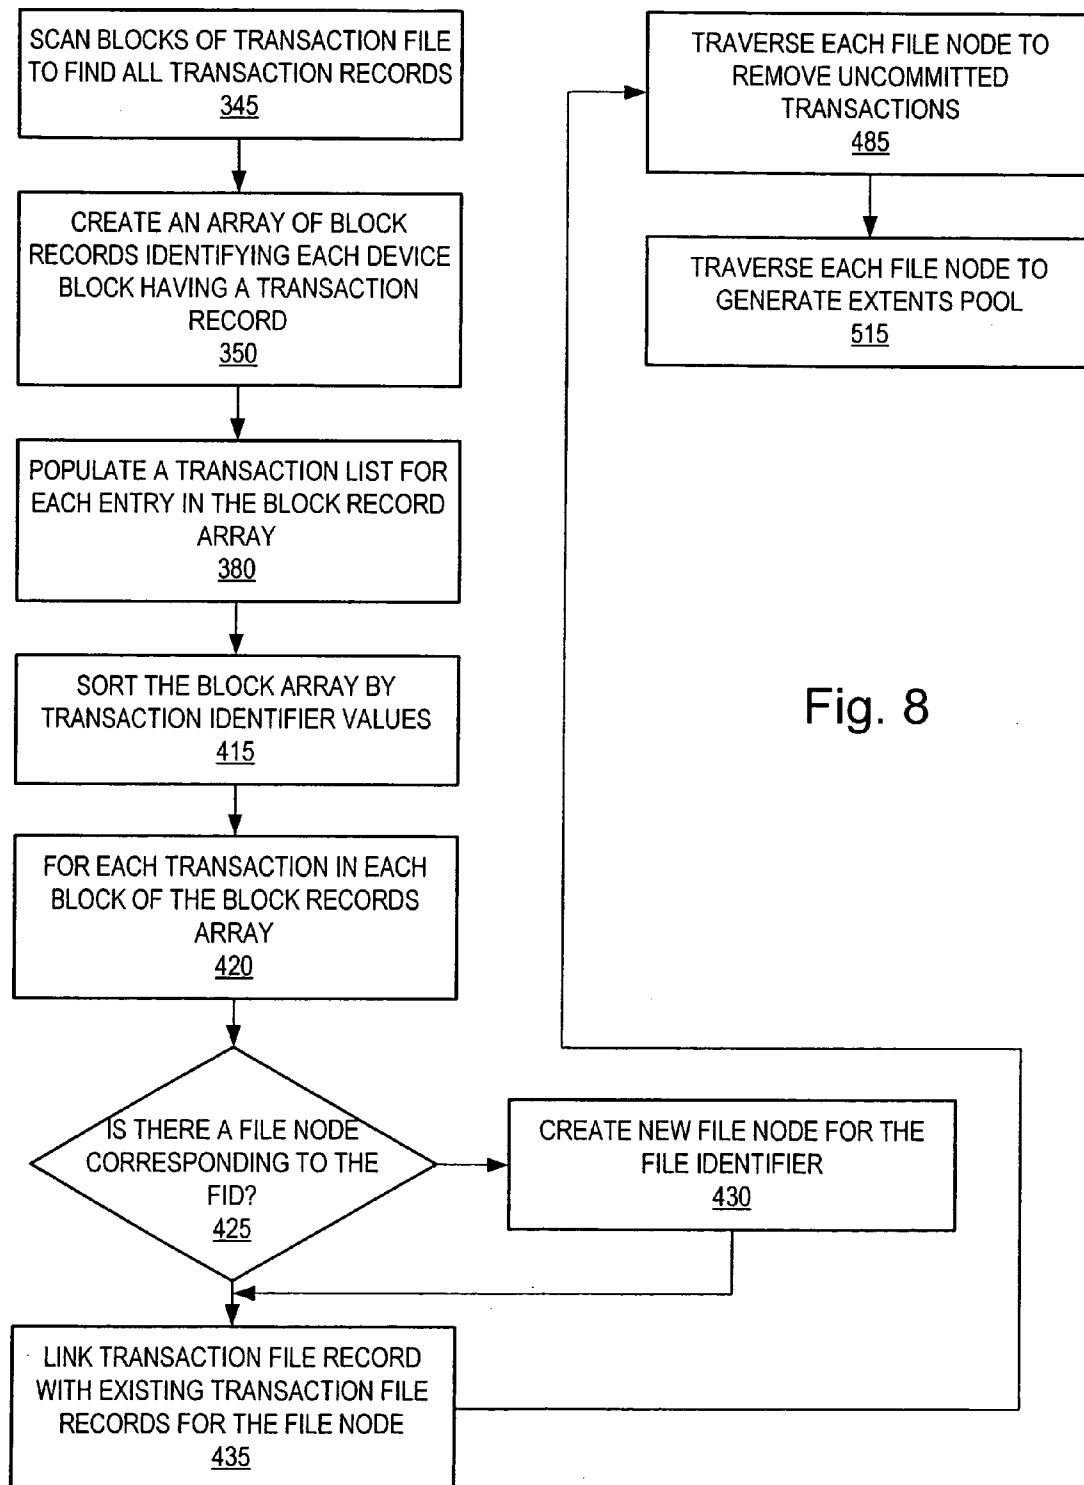 SCAN BLOCKS OF TRANSACTION FILE
TO FIND ALL TRANSACTION RECORDS
345
CREATE AN ARRAY OF BLOCK
RECORDS IDENTIFYING EACH DEVICE
BLOCK HAVING A TRANSACTION
RECORD
350
POPULATE A TRANSACTION LIST FOR
EACH ENTRY IN THE BLOCK RECORD
ARRAY
380
SORT THE BLOCK ARRAY BY
TRANSACTION IDENTIFIER VALUES
415
FOR EACH TRANSACTION IN EACH
BLOCK OF THE BLOCK RECORDS
ARRAY
420
IS THERE A FILE NODE
CORRESPONDING TO THE
FID?
425
CREATE NEW FILE NODE FOR THE
FILE IDENTIFIER
430
LINK TRANSACTION FILE RECORD
WITH EXISTING TRANSACTION FILE
RECORDS FOR THE FILE NODE
435
TRAVERSE EACH FILE NODE TO
REMOVE UNCOMMITTED
TRANSACTIONS
485
TRAVERSE EACH FILE NODE TO
GENERATE EXTENTS POOL
515
Fig. 8